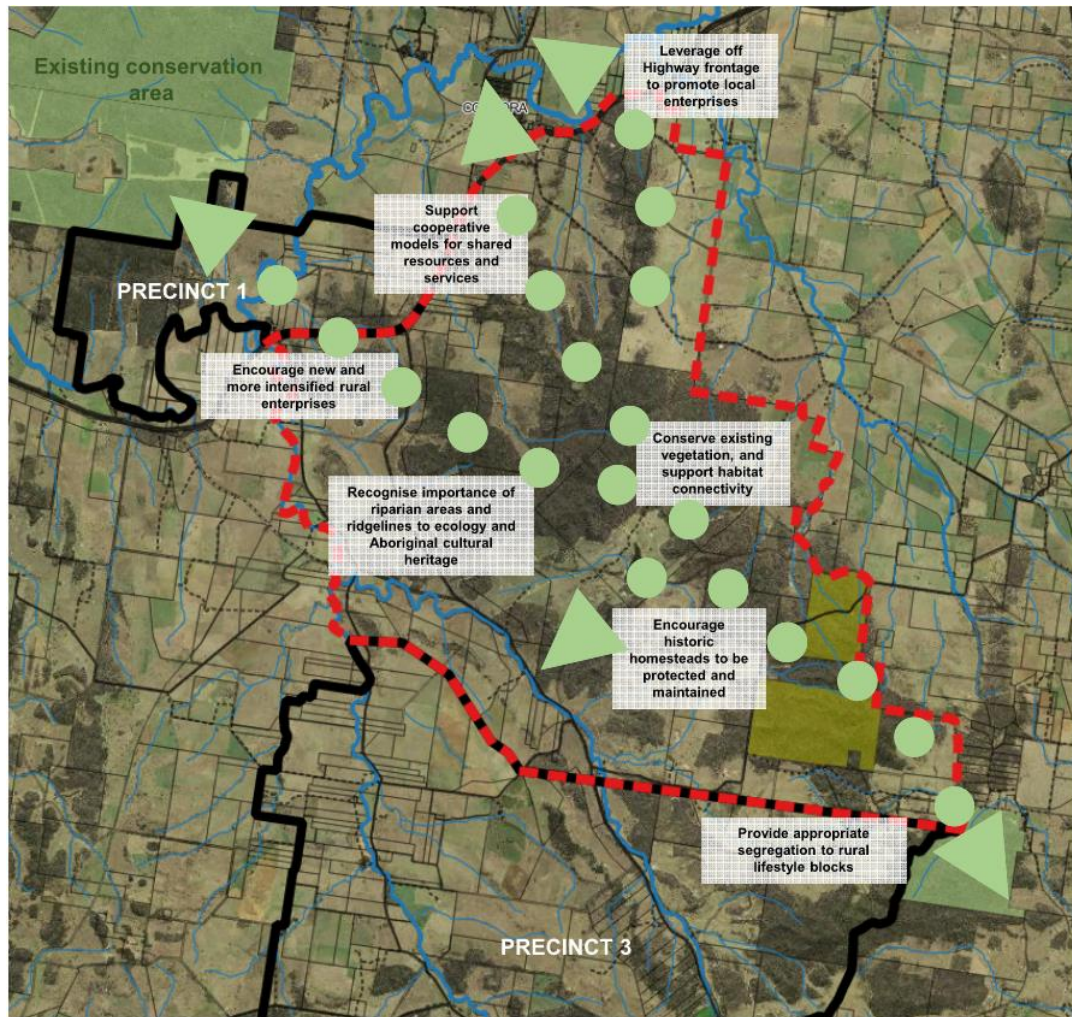 Existing conservation
area
Leverage off
Highway frontage
to promote local
enterprises
Support
cooperative
models for shared
resources and
services
PRECINCT 1
Encourage new and
more intensified rural
enterprises
Conserve existing
vegetation, and
support habitat
connectivity
Recognise importance of
riparian areas and
ridgelines to ecology and
Aboriginal cultural
heritage
Encourage
historic
homesteads to be
protected and
maintained
Provide appropriate
segregation to rural
lifestyle blocks
PRECINCT 3